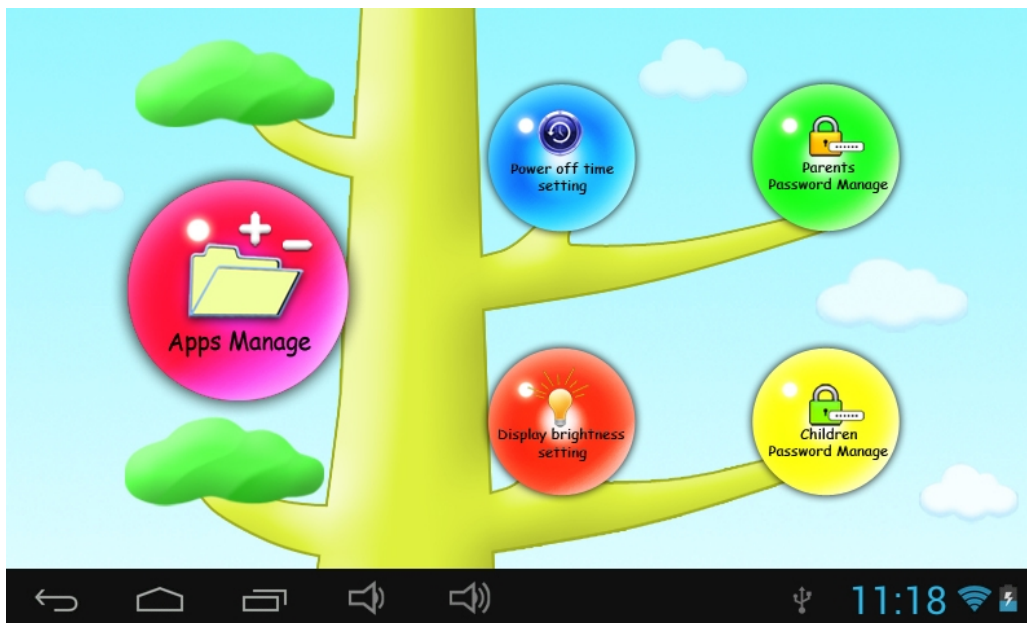 Power off time
setting
Parents
Password Manage
Apps Manage
Display brightness
setting
Children
Password Manage
11:18